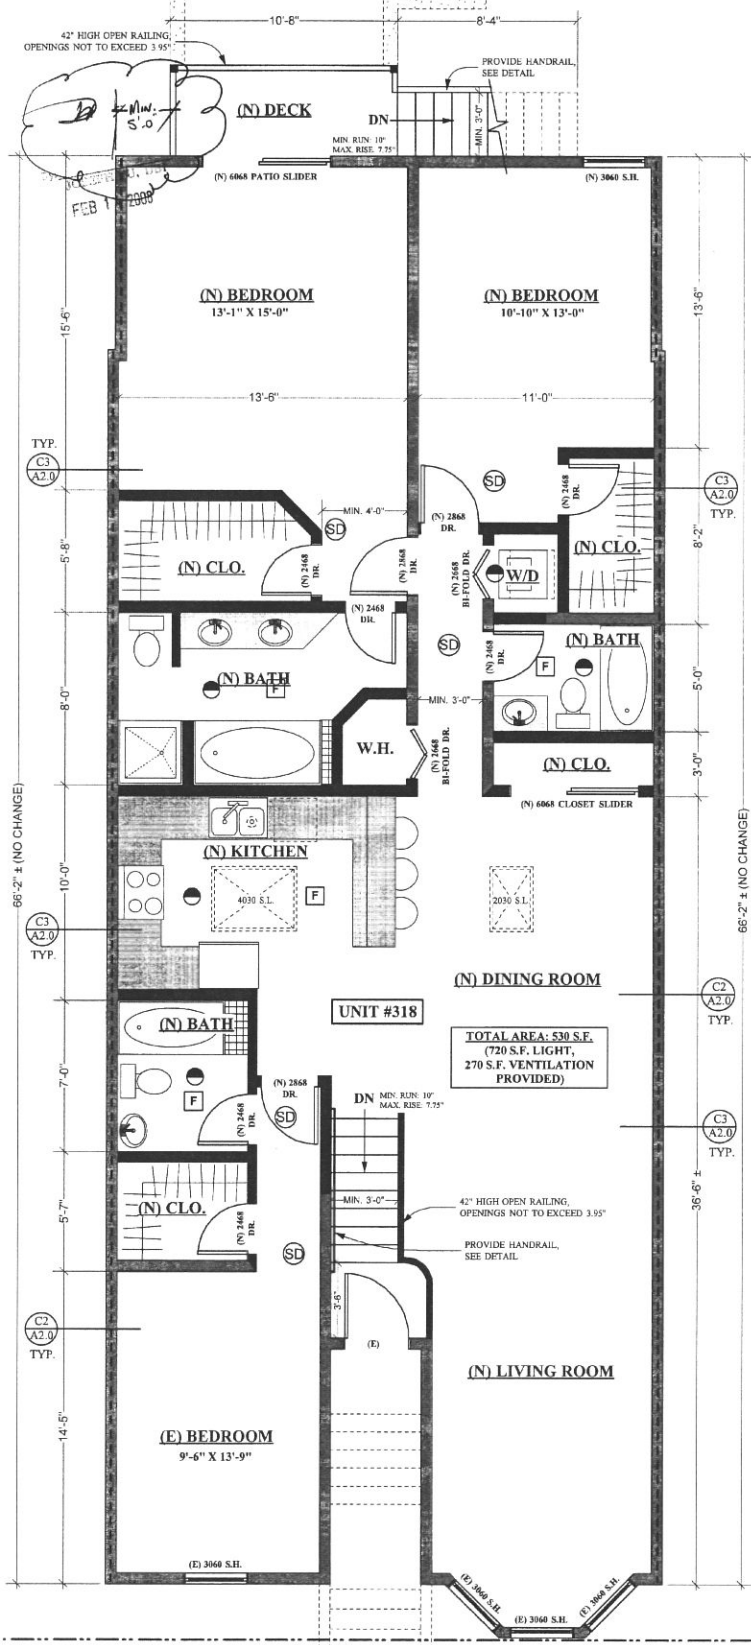 10'-8"
8'-4"
42" HIGH OPEN RAILING,
OPENINGS NOT TO EXCEED 3.95"
PROVIDE HANDRAIL,
SEE DETAIL
MIN.
5'-0"
(N) DECK
DN
MIN. 3'-0"
MIN. RUN: 10"
MAX. RISE: 7.75"
(N) 6068 PATIO SLIDER
(N) 3060 S.H.
FEB 1 2008
(N) BEDROOM
13'-1" X 15'-0"
(N) BEDROOM
10'-10" X 13'-0"
15'-6"
13'-6"
13'-6"
11'-0"
TYP.
C3
A2.0
SD
(N) 2468
DR.
C3
A2.0
TYP.
MIN. 4'-0"
SD
(N) 2868
DR.
5'-8"
8'-2"
(N) CLO.
(N) 2468
DR.
(N) 2868
DR.
(N) 2668
BI-FOLD DR.
W/D
(N) CLO.
(N) 2468
DR.
SD
(N) 2468
DR.
(N) BATH
F
(N) BATH
F
8'-0"
5'-0"
MIN. 3'-0"
W.H.
(N) 2668
BI-FOLD DR.
(N) CLO.
3'-0"
(N) 6068 CLOSET SLIDER
66'-2" ± (NO CHANGE)
66'-2" ± (NO CHANGE)
(N) KITCHEN
10'-0"
4030 S.L.
F
2030 S.L.
C3
A2.0
TYP.
(N) DINING ROOM
C2
A2.0
TYP.
UNIT #318
(N) BATH
TOTAL AREA: 530 S.F.
(720 S.F. LIGHT,
270 S.F. VENTILATION
PROVIDED)
7'-0"
F
(N) 2868
DR.
SD
(N) 2468
DR.
DN
MIN. RUN: 10"
MAX. RISE: 7.75"
C3
A2.0
TYP.
5'-7"
(N) CLO.
(N) 2468
DR.
MIN. 3'-0"
42" HIGH OPEN RAILING,
OPENINGS NOT TO EXCEED 3.95"
36'-6" ±
PROVIDE HANDRAIL,
SEE DETAIL
SD
3'-6"
C2
A2.0
TYP.
(E)
(N) LIVING ROOM
14'-5"
(E) BEDROOM
9'-6" X 13'-9"
(E) 3060 S.H.
(E) 3060 S.H.
(E) 3060 S.H.
(E) 3060 S.H.